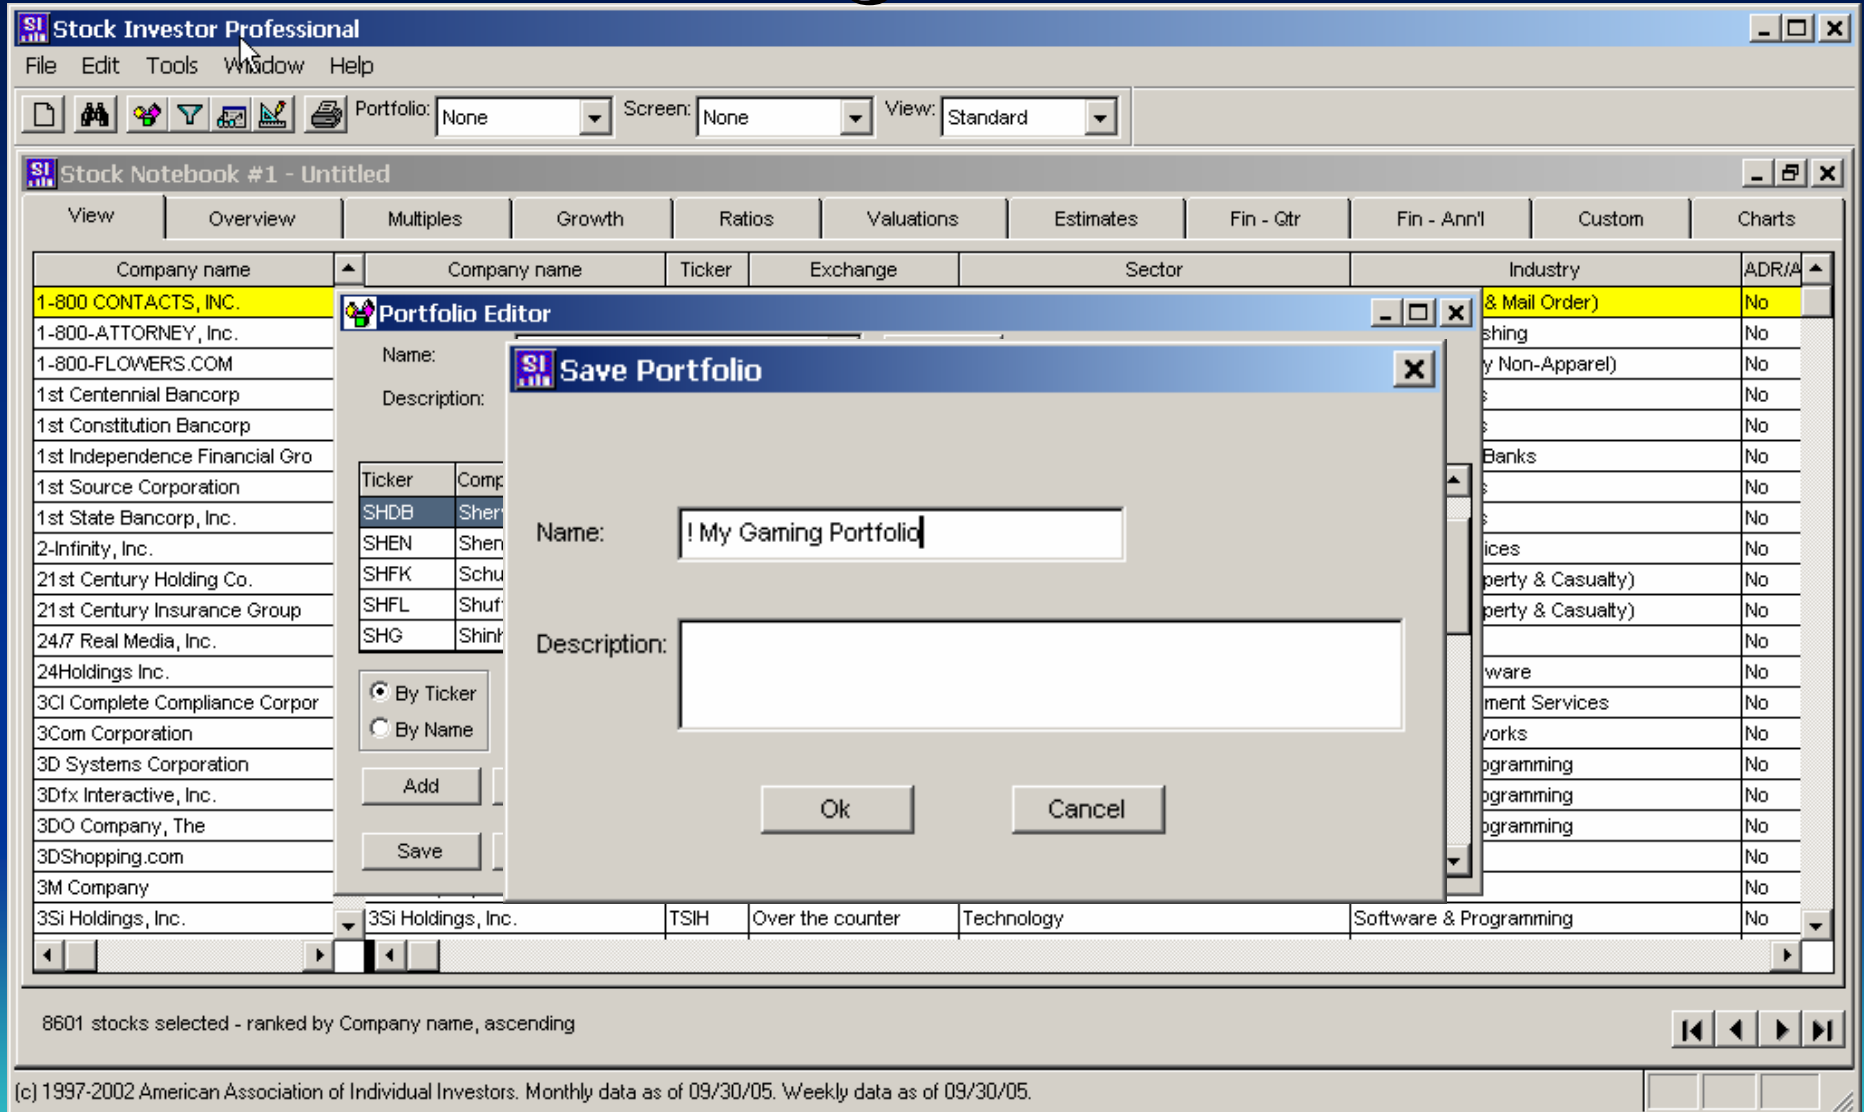 Stock Investor Professional
File Edit Tools Window Help
Portfolio: None Screen: None View: Standard
Stock Notebook #1 - Untitled
View Overview Multiples Growth Ratios Valuations Estimates Fin - Qtr Fin - Ann'l Custom Charts
Company name Company name Ticker Exchange Sector Industry ADR/A
1-800 CONTACTS, INC. & Mail Order) No
1-800-ATTORNEY, Inc. shing No
1-800-FLOWERS.COM y Non-Apparel) No
1st Centennial Bancorp No
1st Constitution Bancorp No
1st Independence Financial Gro Banks No
1st Source Corporation No
1st State Bancorp, Inc. No
2-Infinity, Inc. ices No
21st Century Holding Co. perty & Casualty) No
21st Century Insurance Group perty & Casualty) No
24/7 Real Media, Inc. No
24Holdings Inc. ware No
3CI Complete Compliance Corpor ment Services No
3Com Corporation vorks No
3D Systems Corporation ogramming No
3Dfx Interactive, Inc. ogramming No
3DO Company, The ogramming No
3DShopping.com No
3M Company No
3Si Holdings, Inc. 3Si Holdings, Inc. TSIH Over the counter Technology Software & Programming No
Portfolio Editor
Name:
Description:
Ticker Comp
SHDB Sher
SHEN Shen
SHFK Schu
SHFL Shuf
SHG Shinh
By Ticker
By Name
Add
Save
Save Portfolio
Name: ! My Gaming Portfolio
Description:
Ok Cancel
8601 stocks selected - ranked by Company name, ascending
(c) 1997-2002 American Association of Individual Investors. Monthly data as of 09/30/05. Weekly data as of 09/30/05.